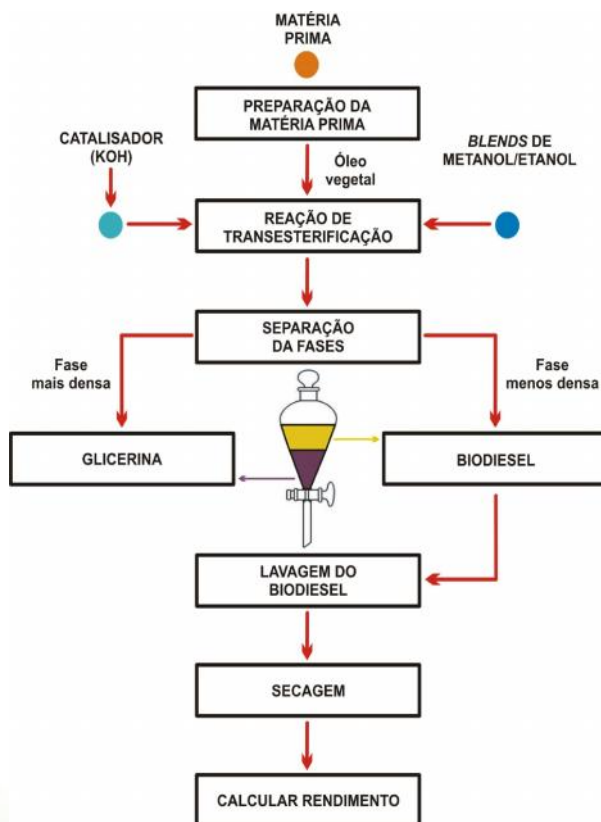 MATÉRIA
PRIMA
PREPARAÇÃO DA
MATÉRIA PRIMA
CATALISADOR
(KOH)
Óleo
vegetal
BLENDS DE
METANOL/ETANOL
REAÇÃO DE
TRANSESTERIFICAÇÃO
SEPARAÇÃO
DA FASES
Fase
mais densa
Fase
menos densa
GLICERINA
BIODIESEL
LAVAGEM DO
BIODIESEL
SECAGEM
CALCULAR RENDIMENTO